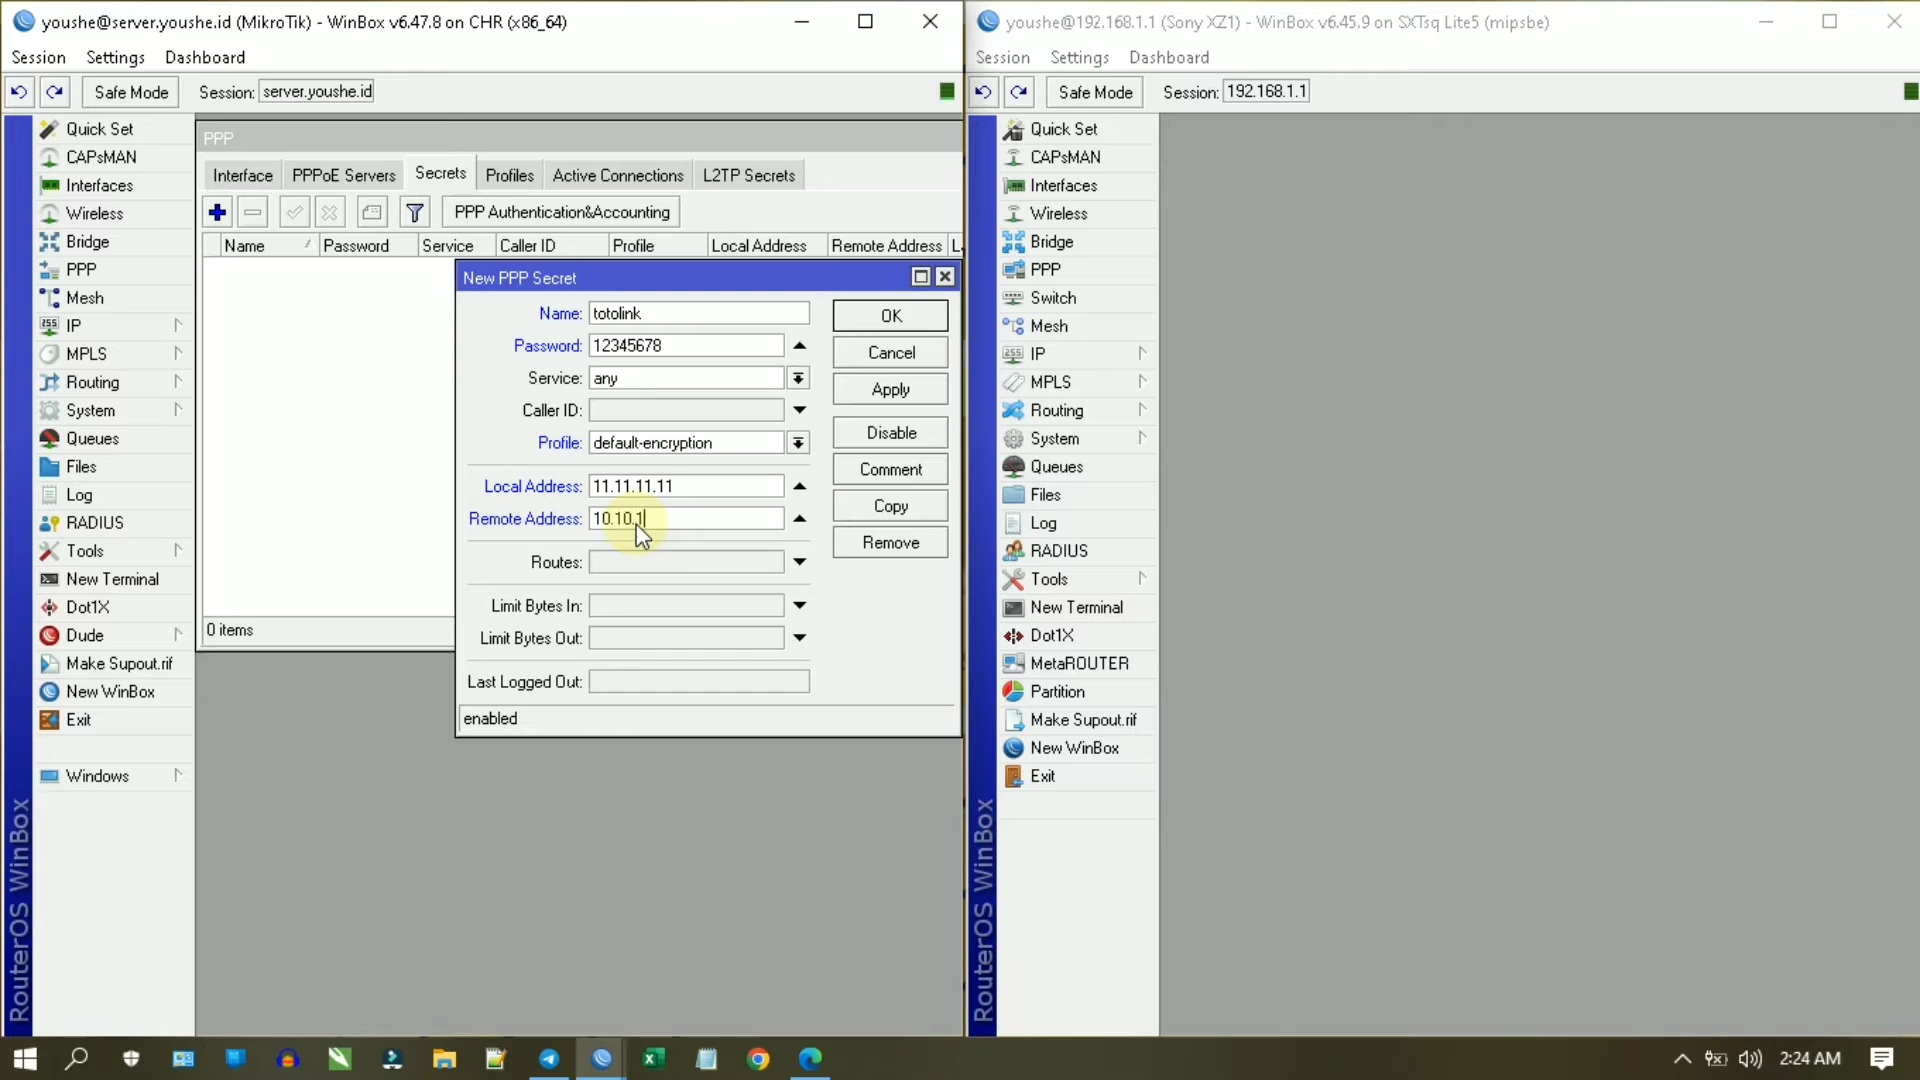 youshe@server.youshe.id (MikroTik) - WinBox v6.47.8 on CHR (x86_64)
Session Settings Dashboard
Safe Mode Session: server.youshe.id
Quick Set
CAPsMAN
Interfaces
Wireless
Bridge
PPP
Mesh
IP
MPLS
Routing
System
Queues
Files
Log
RADIUS
Tools
New Terminal
Dot1X
Dude
Make Supout.rif
New WinBox
Exit
Windows
RouterOS WinBox
PPP
Interface PPPoE Servers Secrets Profiles Active Connections L2TP Secrets
PPP Authentication&Accounting
Name Password Service Caller ID Profile Local Address Remote Address
0 items
New PPP Secret
Name: totolink
Password: 12345678
Service: any
Caller ID:
Profile: default-encryption
Local Address: 11.11.11.11
Remote Address: 10.10.1
Routes:
Limit Bytes In:
Limit Bytes Out:
Last Logged Out:
enabled
OK
Cancel
Apply
Disable
Comment
Copy
Remove
youshe@192.168.1.1 (Sony XZ1) - WinBox v6.45.9 on SXTsq Lite5 (mipsbe)
Session Settings Dashboard
Safe Mode Session: 192.168.1.1
Quick Set
CAPsMAN
Interfaces
Wireless
Bridge
PPP
Switch
Mesh
255 IP
MPLS
Routing
System
Queues
Files
Log
RADIUS
Tools
New Terminal
Dot1X
MetaROUTER
Partition
Make Supout.rif
New WinBox
Exit
RouterOS WinBox
2:24 AM